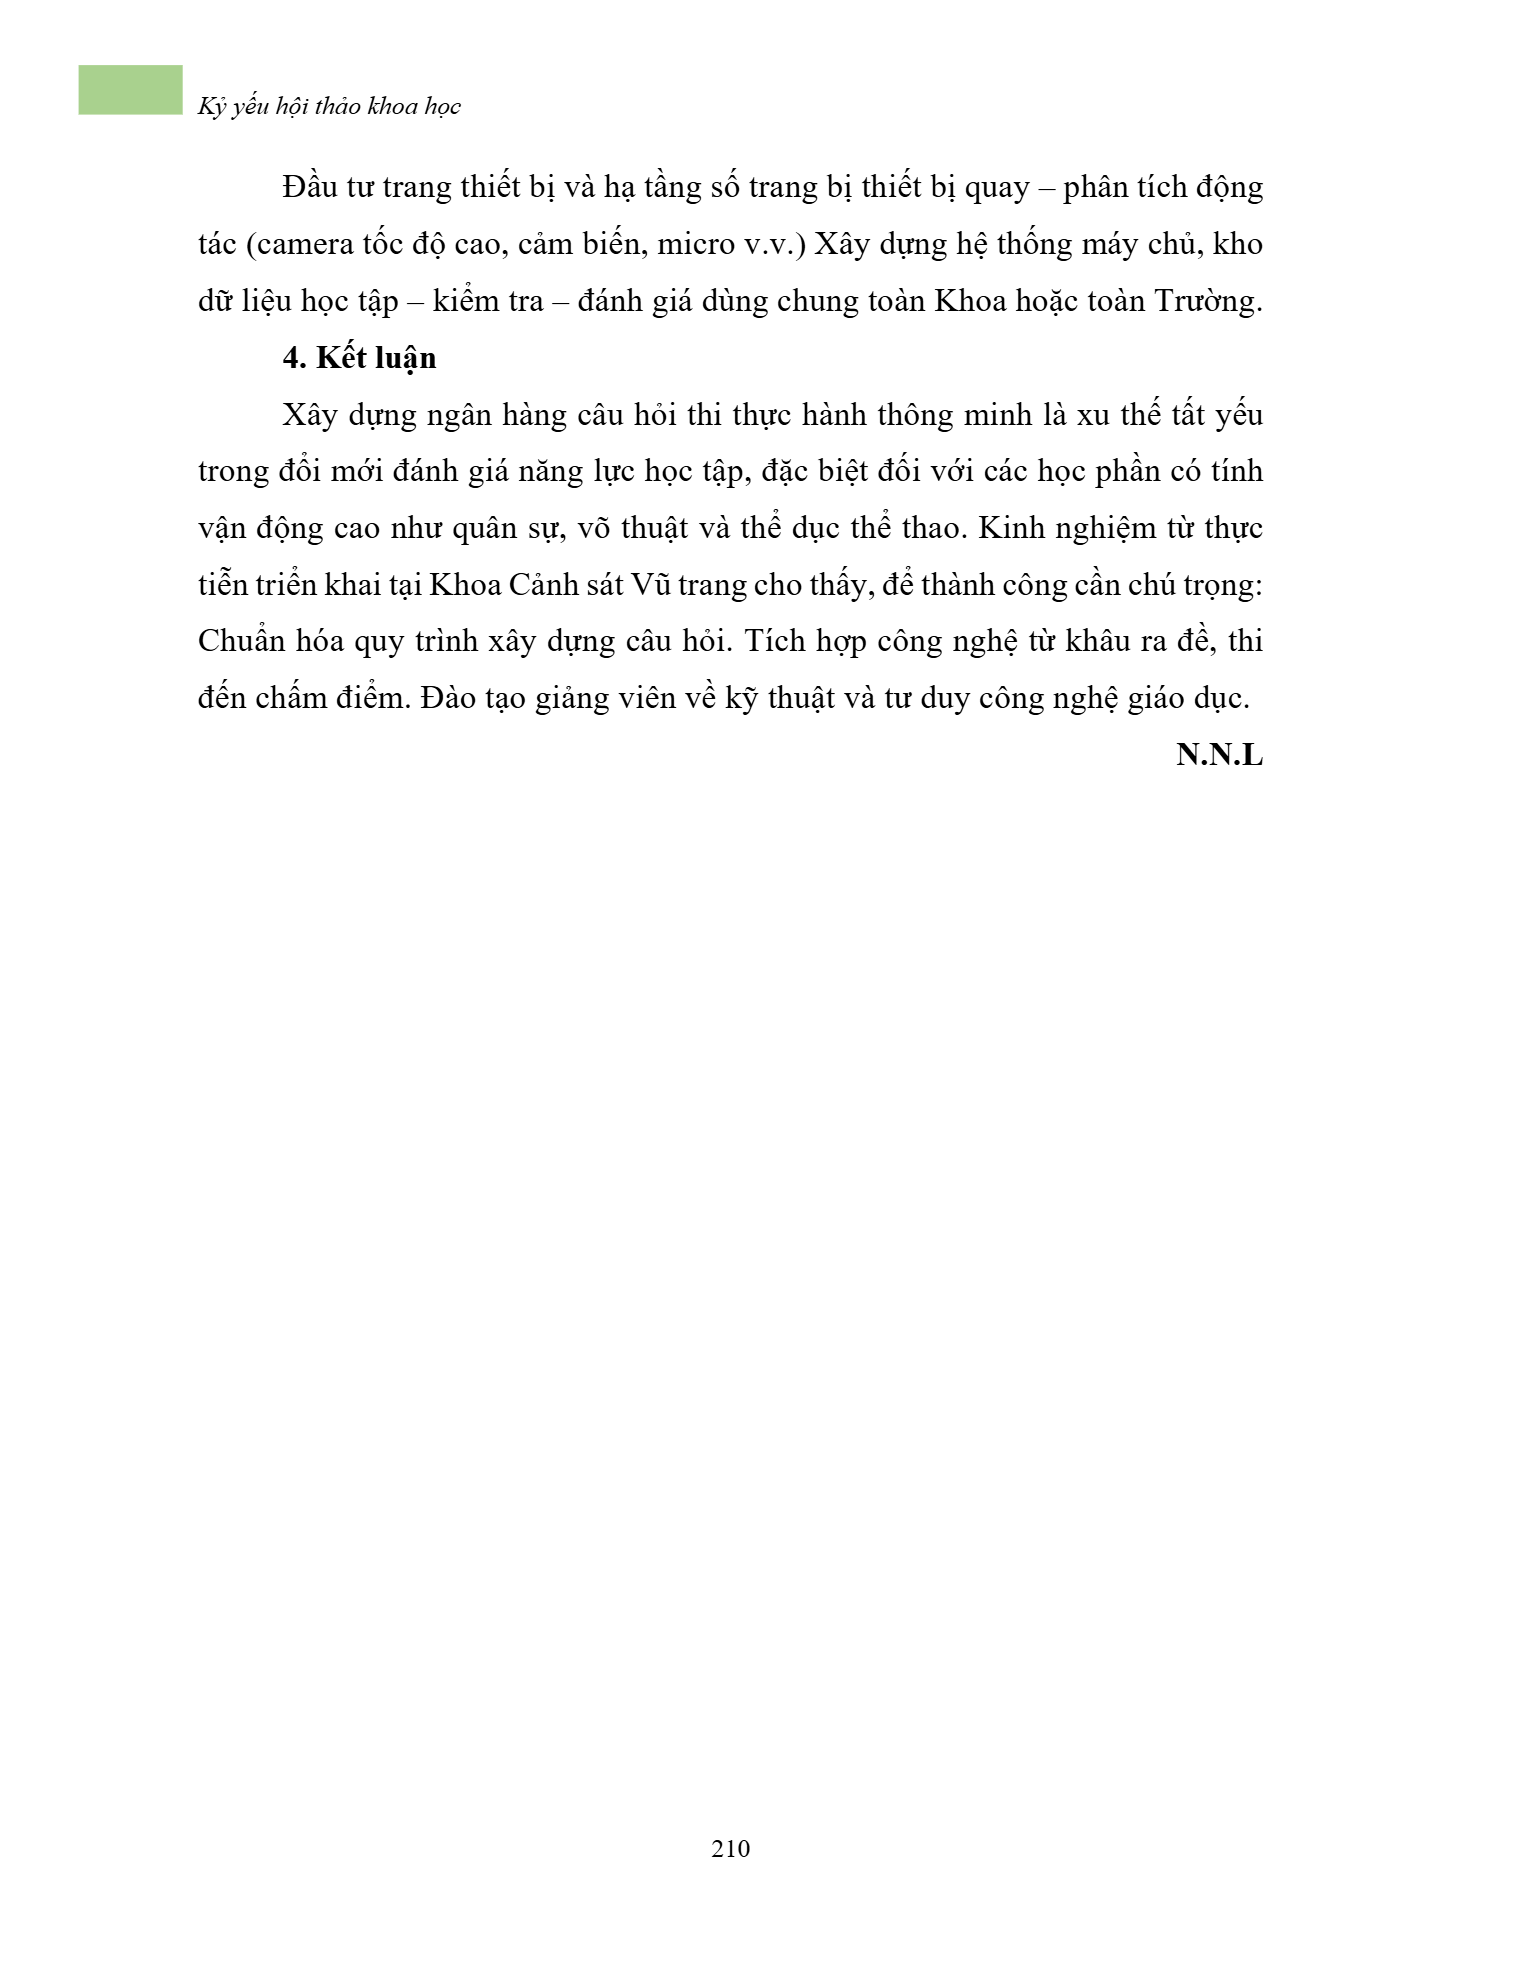 Kỷ yếu hội thảo khoa học
Đầu tư trang thiết bị và hạ tầng số trang bị thiết bị quay – phân tích động
tác (camera tốc độ cao, cảm biến, micro v.v.) Xây dựng hệ thống máy chủ, kho
dữ liệu học tập – kiểm tra – đánh giá dùng chung toàn Khoa hoặc toàn Trường.
4. Kết luận
Xây dựng ngân hàng câu hỏi thi thực hành thông minh là xu thế tất yếu
trong đổi mới đánh giá năng lực học tập, đặc biệt đối với các học phần có tính
vận động cao như quân sự, võ thuật và thể dục thể thao. Kinh nghiệm từ thực
tiễn triển khai tại Khoa Cảnh sát Vũ trang cho thấy, để thành công cần chú trọng:
Chuẩn hóa quy trình xây dựng câu hỏi. Tích hợp công nghệ từ khâu ra đề, thi
đến chấm điểm. Đào tạo giảng viên về kỹ thuật và tư duy công nghệ giáo dục.
N.N.L
210